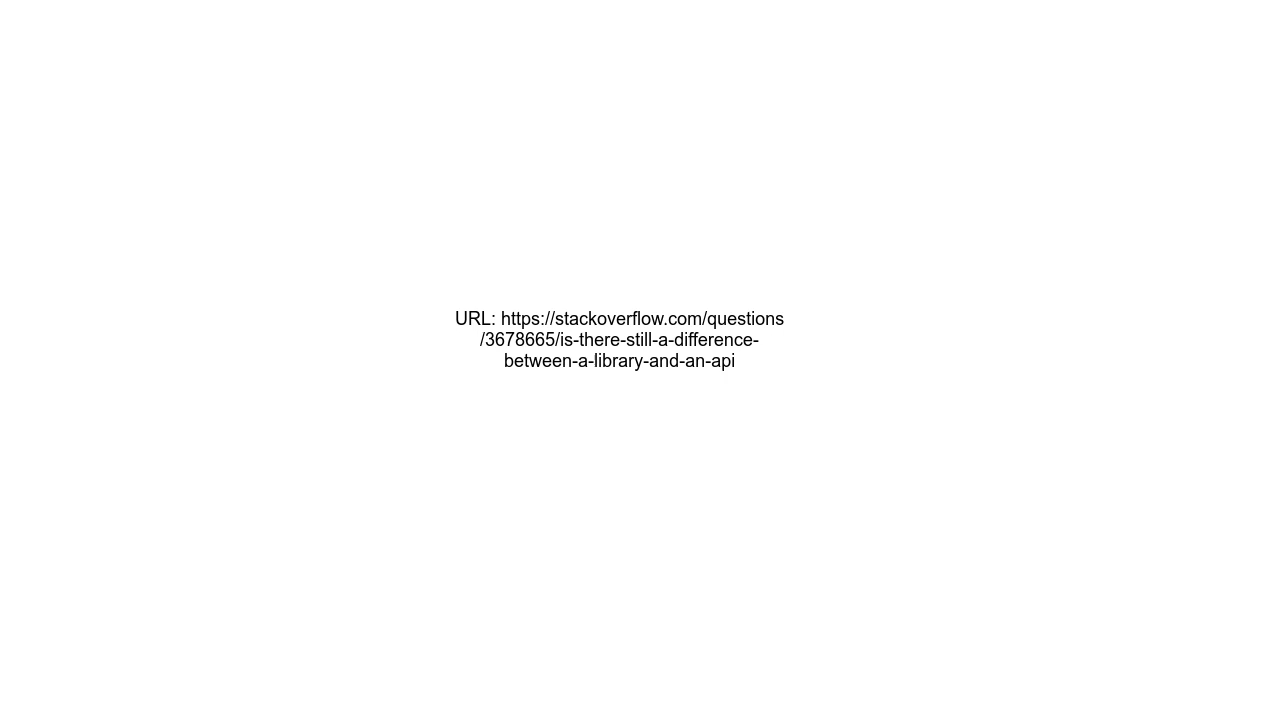 URL: https://stackoverflow.com/questions
/3678665/is-there-still-a-difference-
between-a-library-and-an-api